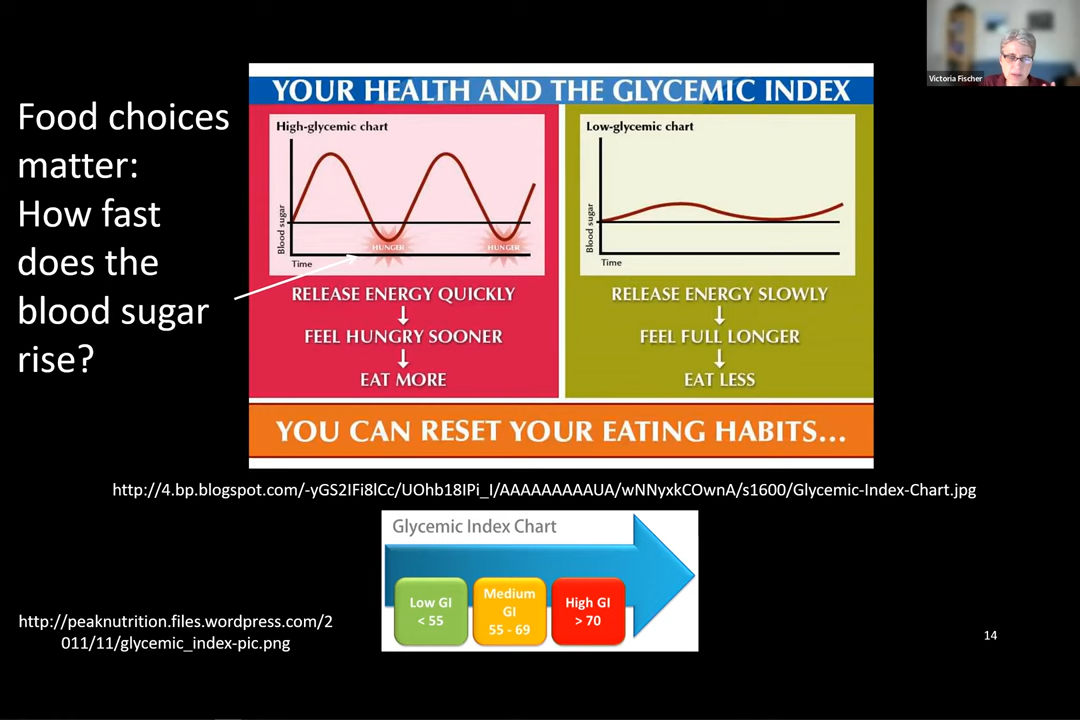 Victoria Fischer
Food choices
matter:
How fast
does the
blood sugar
rise?
YOUR HEALTH AND THE GLYCEMIC INDEX
High-glycemic chart
Blood sugar
HUNGER
HUNGER
Time
RELEASE ENERGY QUICKLY
FEEL HUNGRY SOONER
EAT MORE
Low-glycemic chart
Blood sugar
Time
RELEASE ENERGY SLOWLY
FEEL FULL LONGER
EAT LESS
YOU CAN RESET YOUR EATING HABITS...
http://4.bp.blogspot.com/-yGS2IFi8lCc/UOhb18IPi_I/AAAAAAAAAUA/wNNyxkCOwnA/s1600/Glycemic-Index-Chart.jpg
Glycemic Index Chart
Low GI
< 55
Medium
GI
55 - 69
High GI
> 70
http://peaknutrition.files.wordpress.com/2
011/11/glycemic_index-pic.png
14